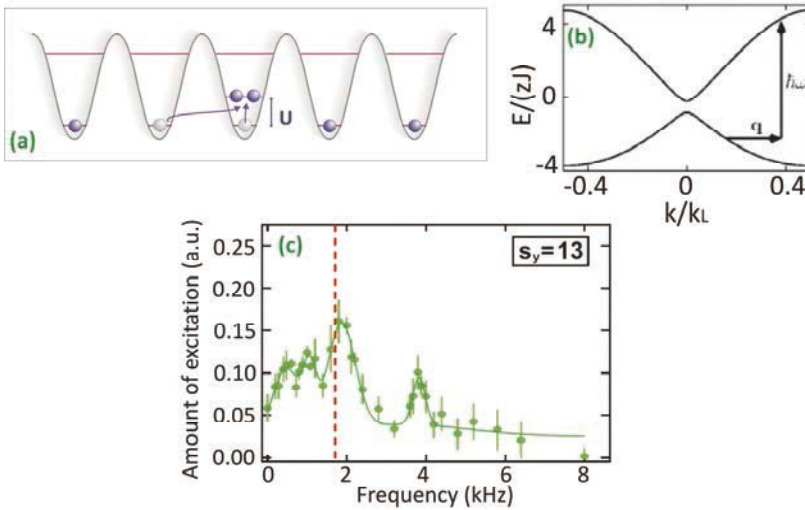 U
(a)
(b)
E/(zJ)
4
0
-4
q
ħω
-0.4
0
0.4
k/kL
(c)
sy=13
Amount of excitation (a.u.)
0.25
0.20
0.15
0.10
0.05
0.00
0
2
4
6
8
Frequency (kHz)